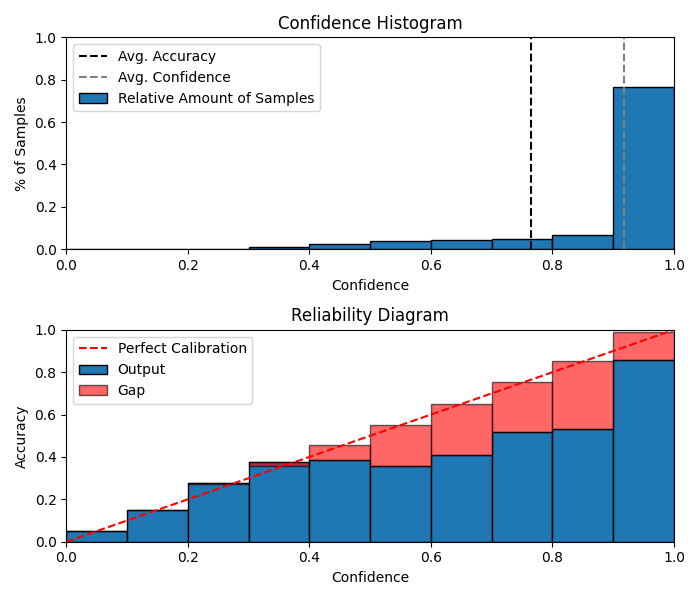 Confidence Histogram
1.0
0.8
0.6
0.4
0.2
0.0
% of Samples
Avg. Accuracy
Avg. Confidence
Relative Amount of Samples
0.0 0.2 0.4 0.6 0.8 1.0
Confidence
Reliability Diagram
1.0
0.8
0.6
0.4
0.2
0.0
Accuracy
Perfect Calibration
Output
Gap
0.0 0.2 0.4 0.6 0.8 1.0
Confidence